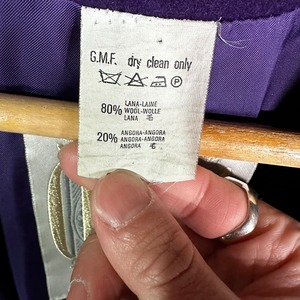 G.M.F. dry clean only
P
80% LANA-LAINE
WOOL-WOLLE
LANA
20% ANGORA-ANGORA
ANGORA-ANGORA
ANGORA